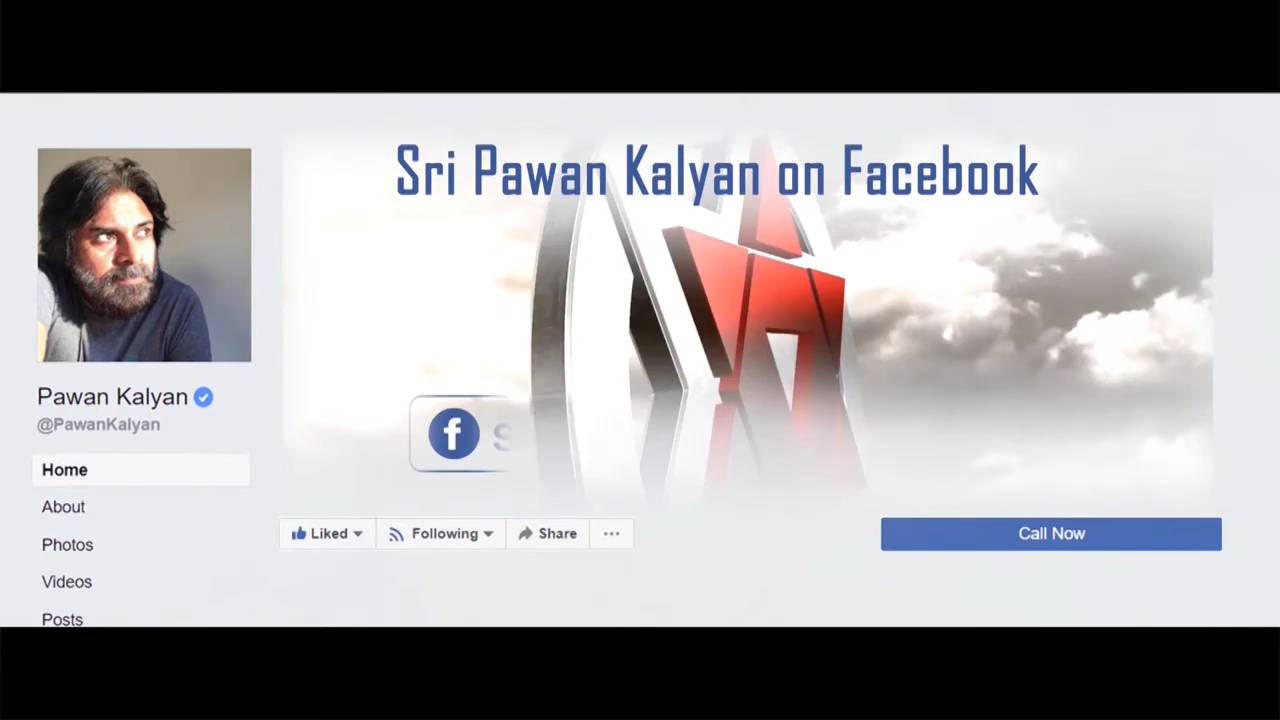 Sri Pawan Kalyan on Facebook
Pawan Kalyan
@PawanKalyan
Home
About
Photos
Videos
Posts
f S
Liked
Following
Share
Call Now